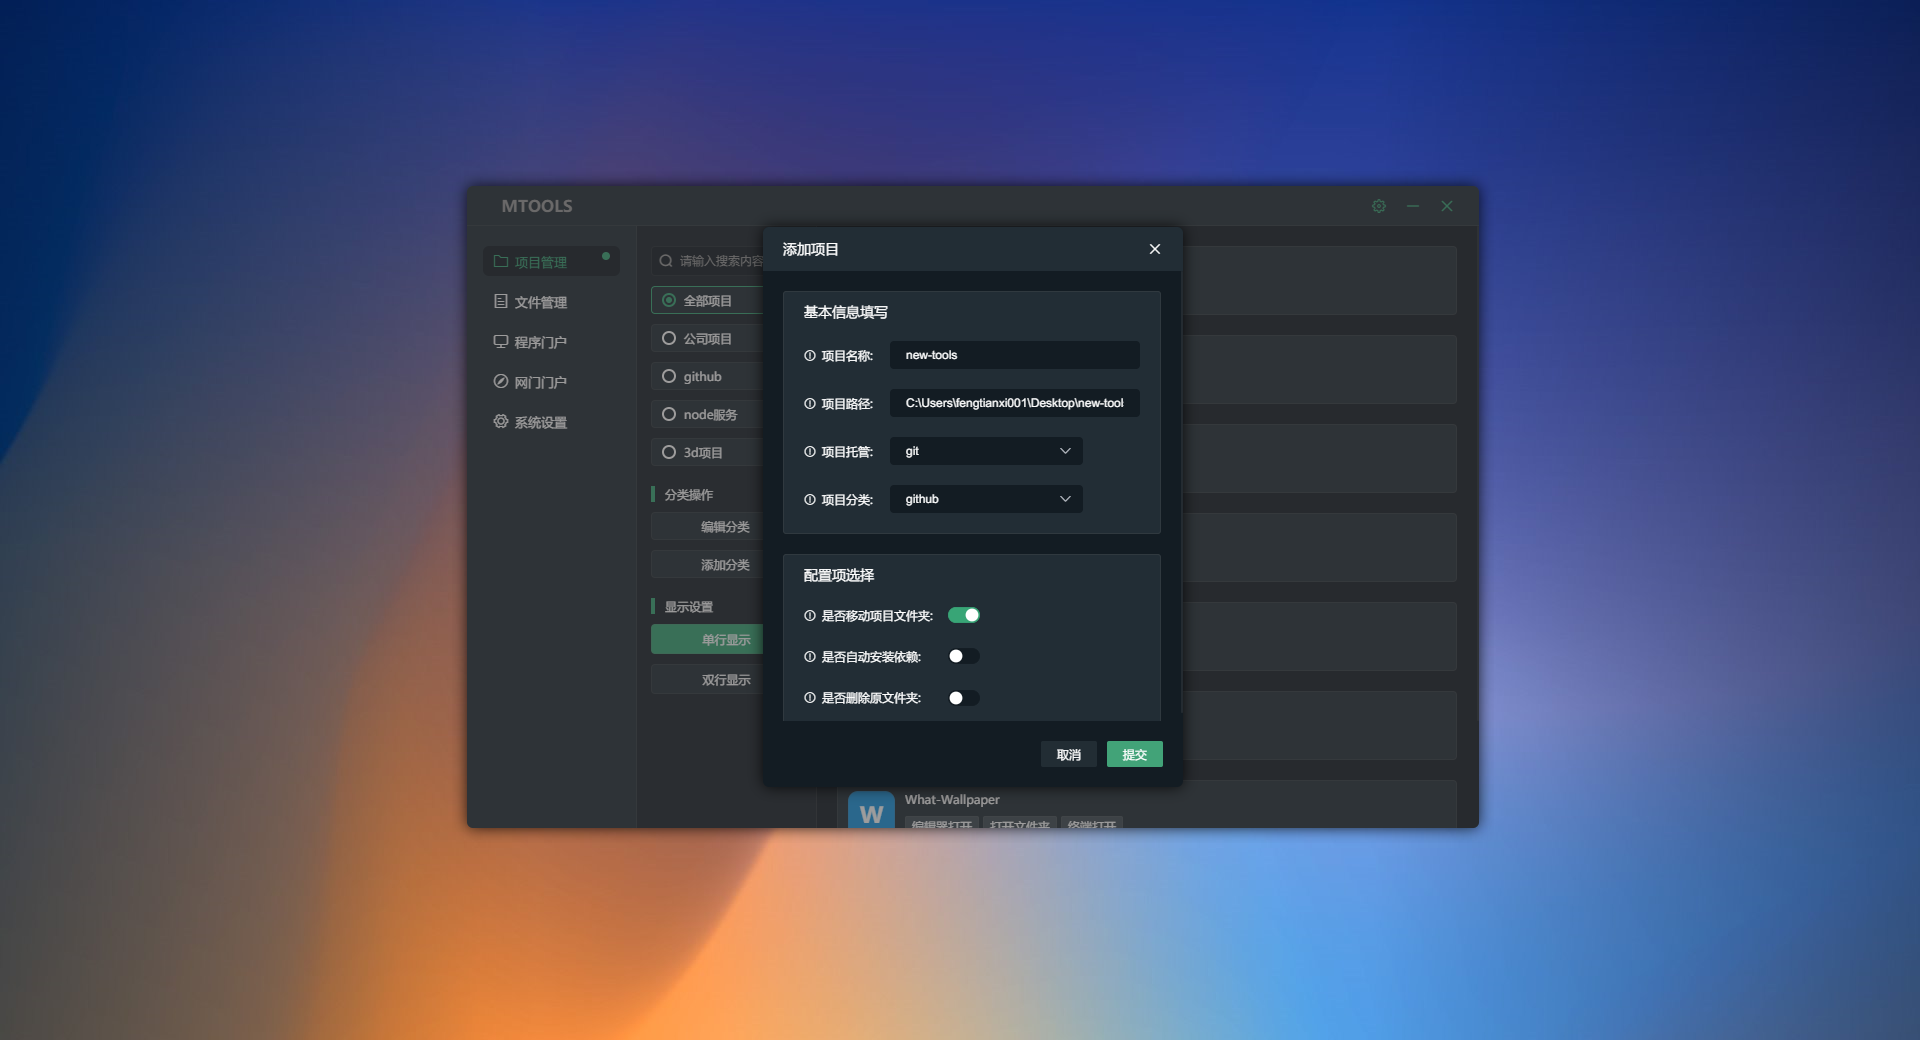 MTOOLS
项目管理
文件管理
程序门户
网门门户
系统设置
请输入搜索内容
全部项目
公司项目
github
node服务
3d项目
分类操作
编辑分类
添加分类
显示设置
单行显示
双行显示
添加项目
基本信息填写
项目名称:
new-tools
项目路径:
C:\Users\fengtianxi001\Desktop\new-tool
项目托管:
git
项目分类:
github
配置项选择
是否移动项目文件夹:
是否自动安装依赖:
是否删除原文件夹:
取消
提交
W
What-Wallpaper
编辑器打开
打开文件夹
终端打开